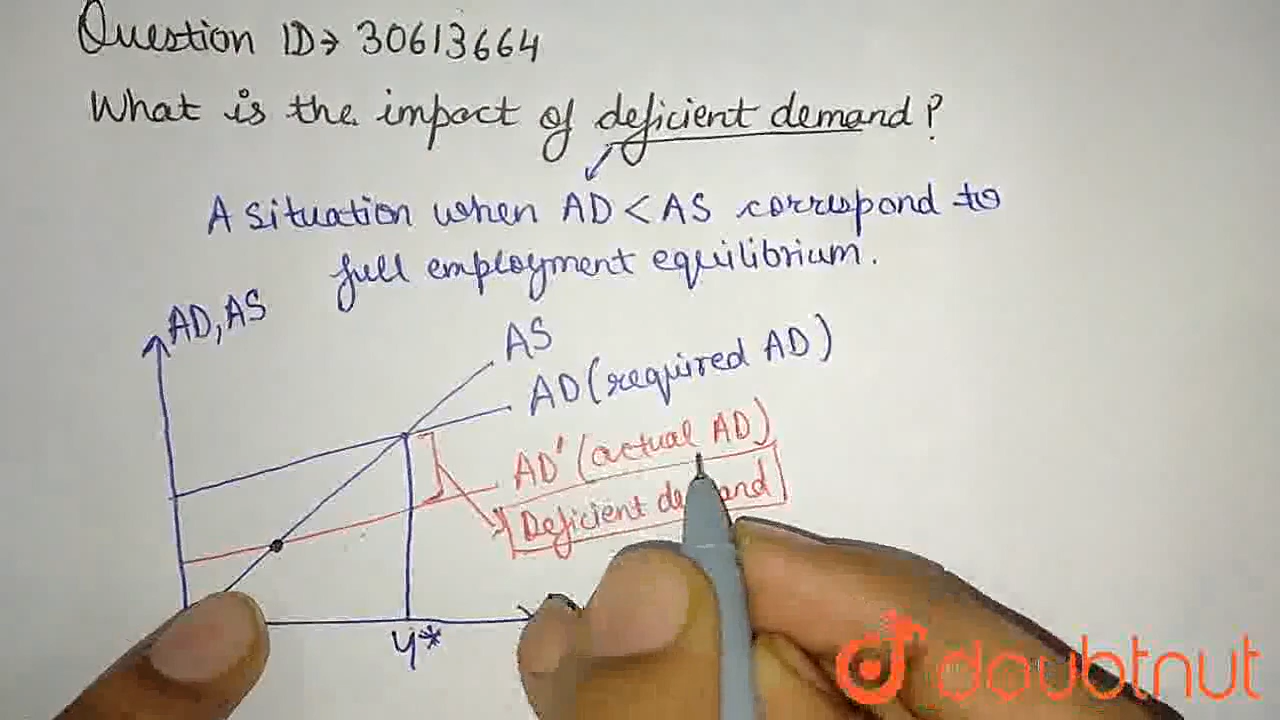 Question ID→ 30613664
What is the impact of deficient demand?
A situation when AD < AS correspond to
full employment equilibrium.
AD, AS
AS
AD (required AD)
AD' (actual AD)
Deficient
Y*
doubtnut